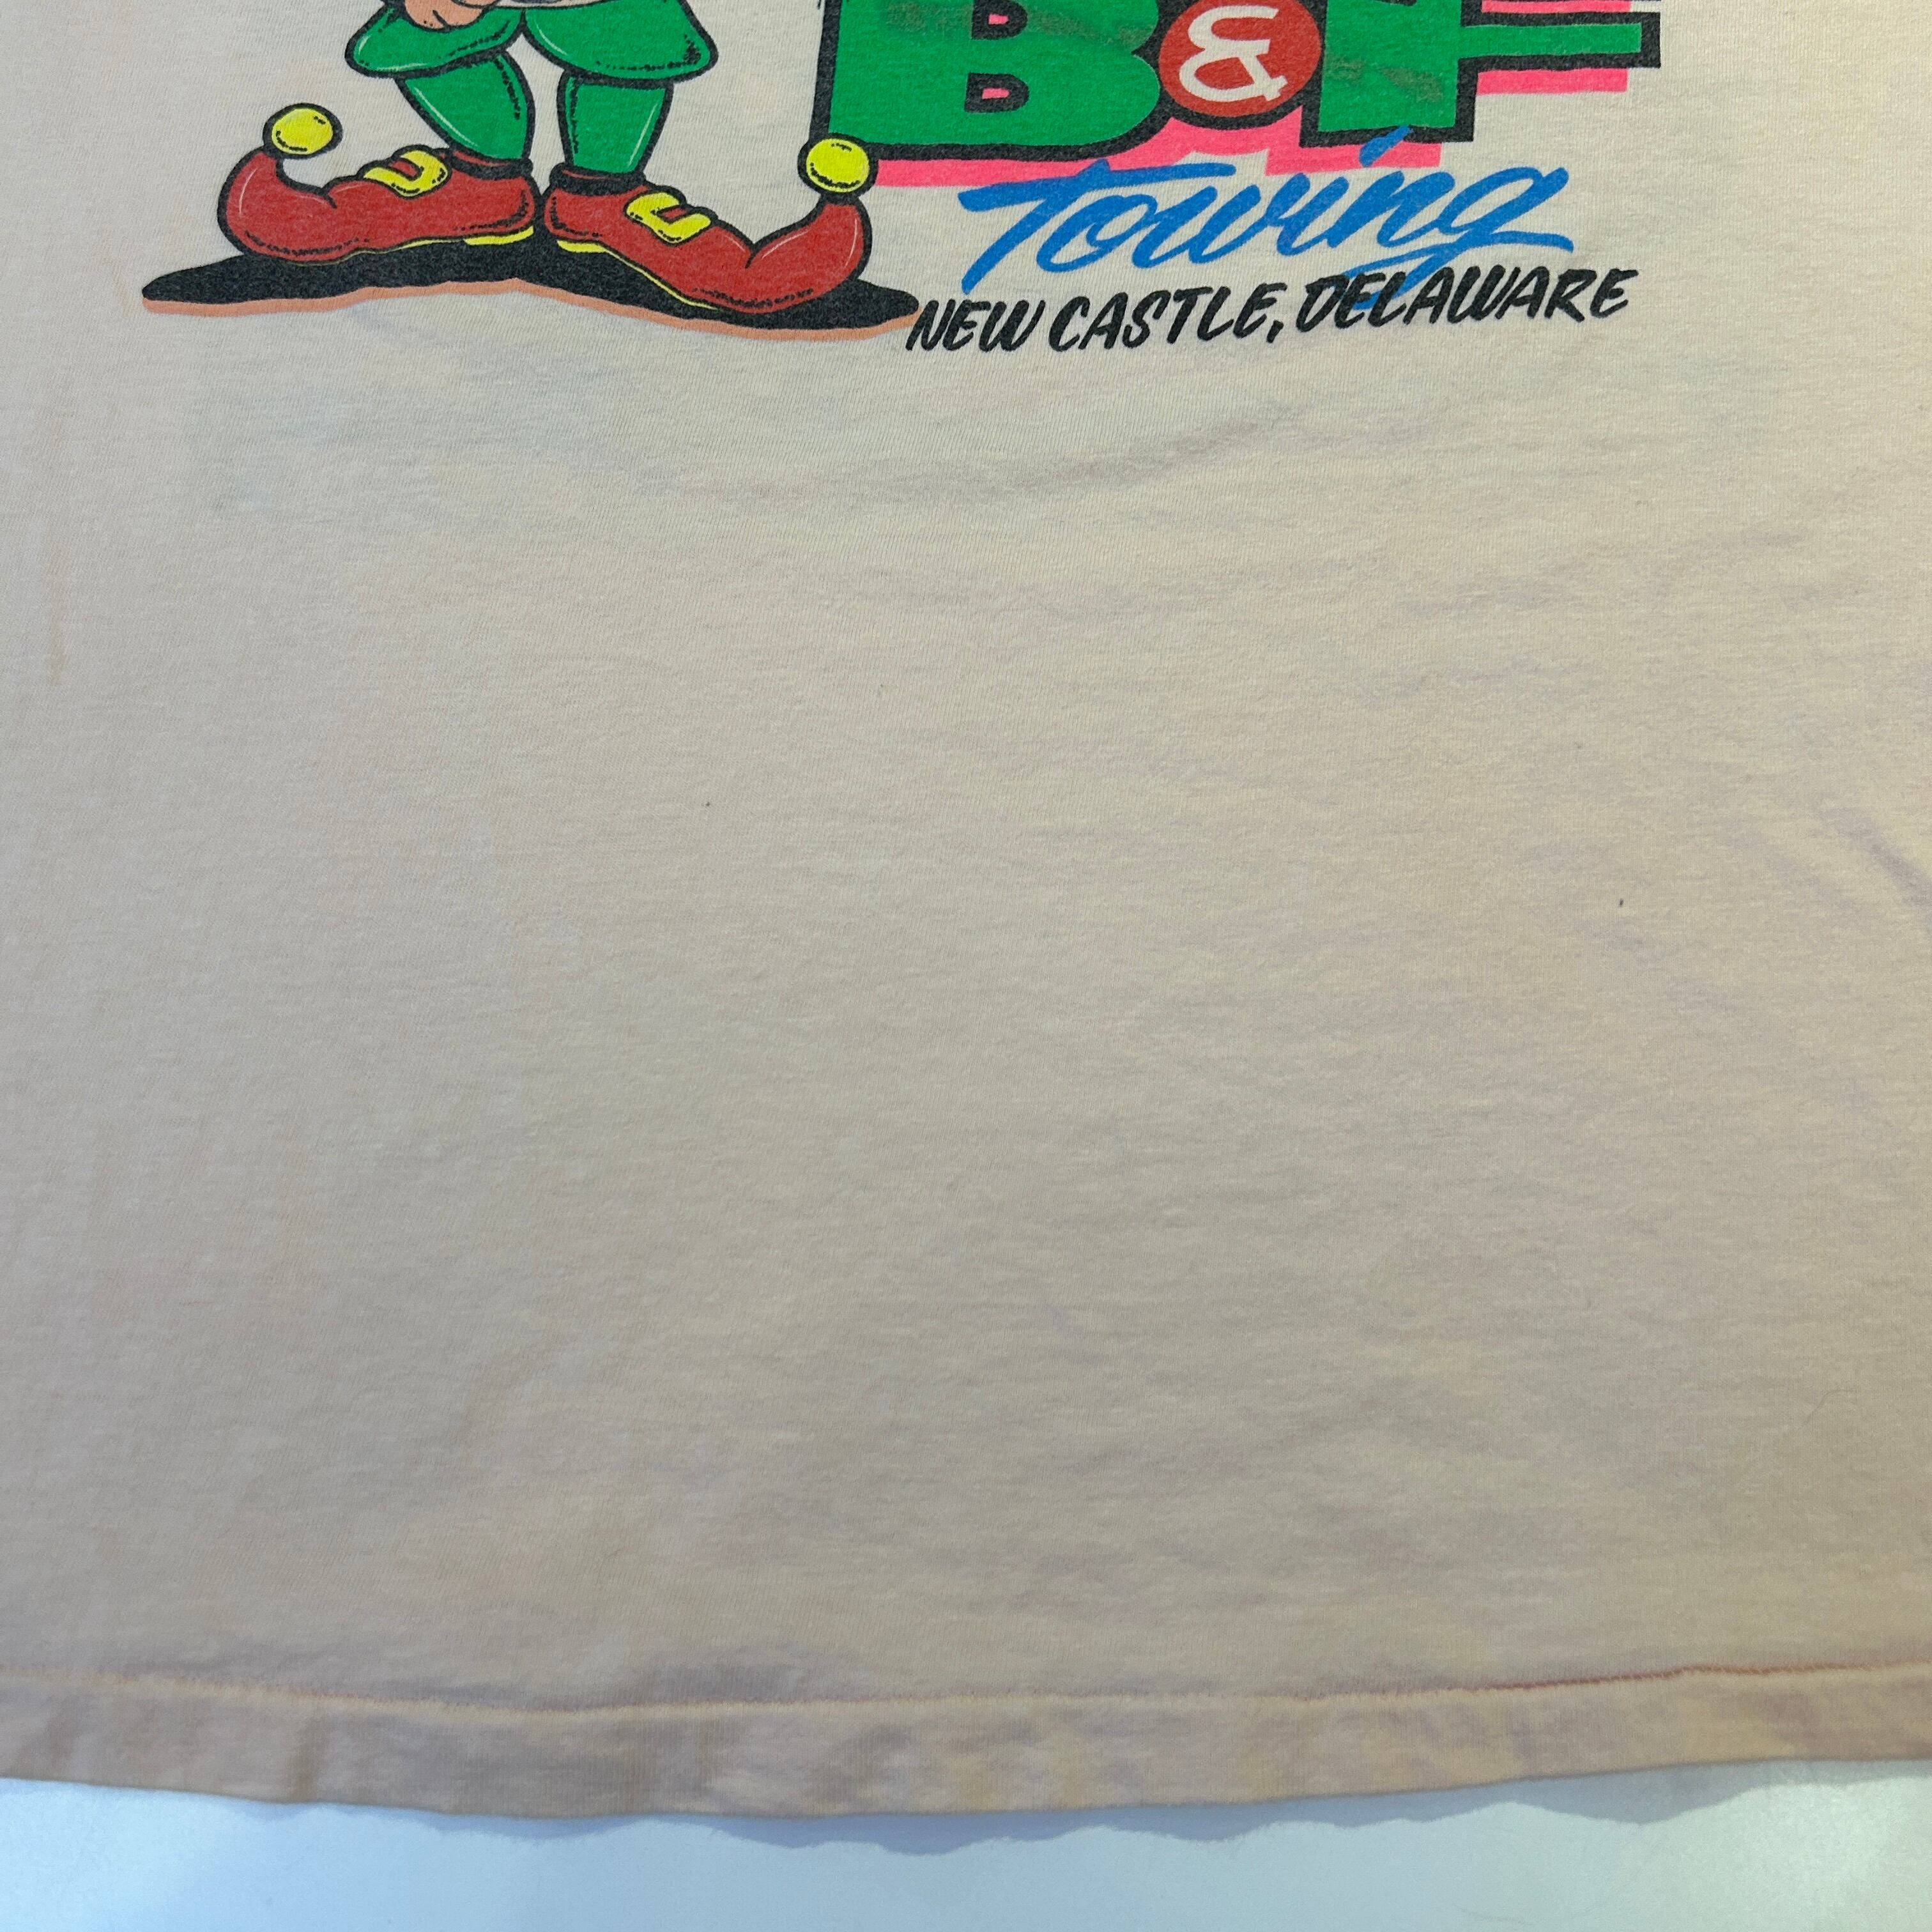 B&F
Towing
NEW CASTLE, DELAWARE